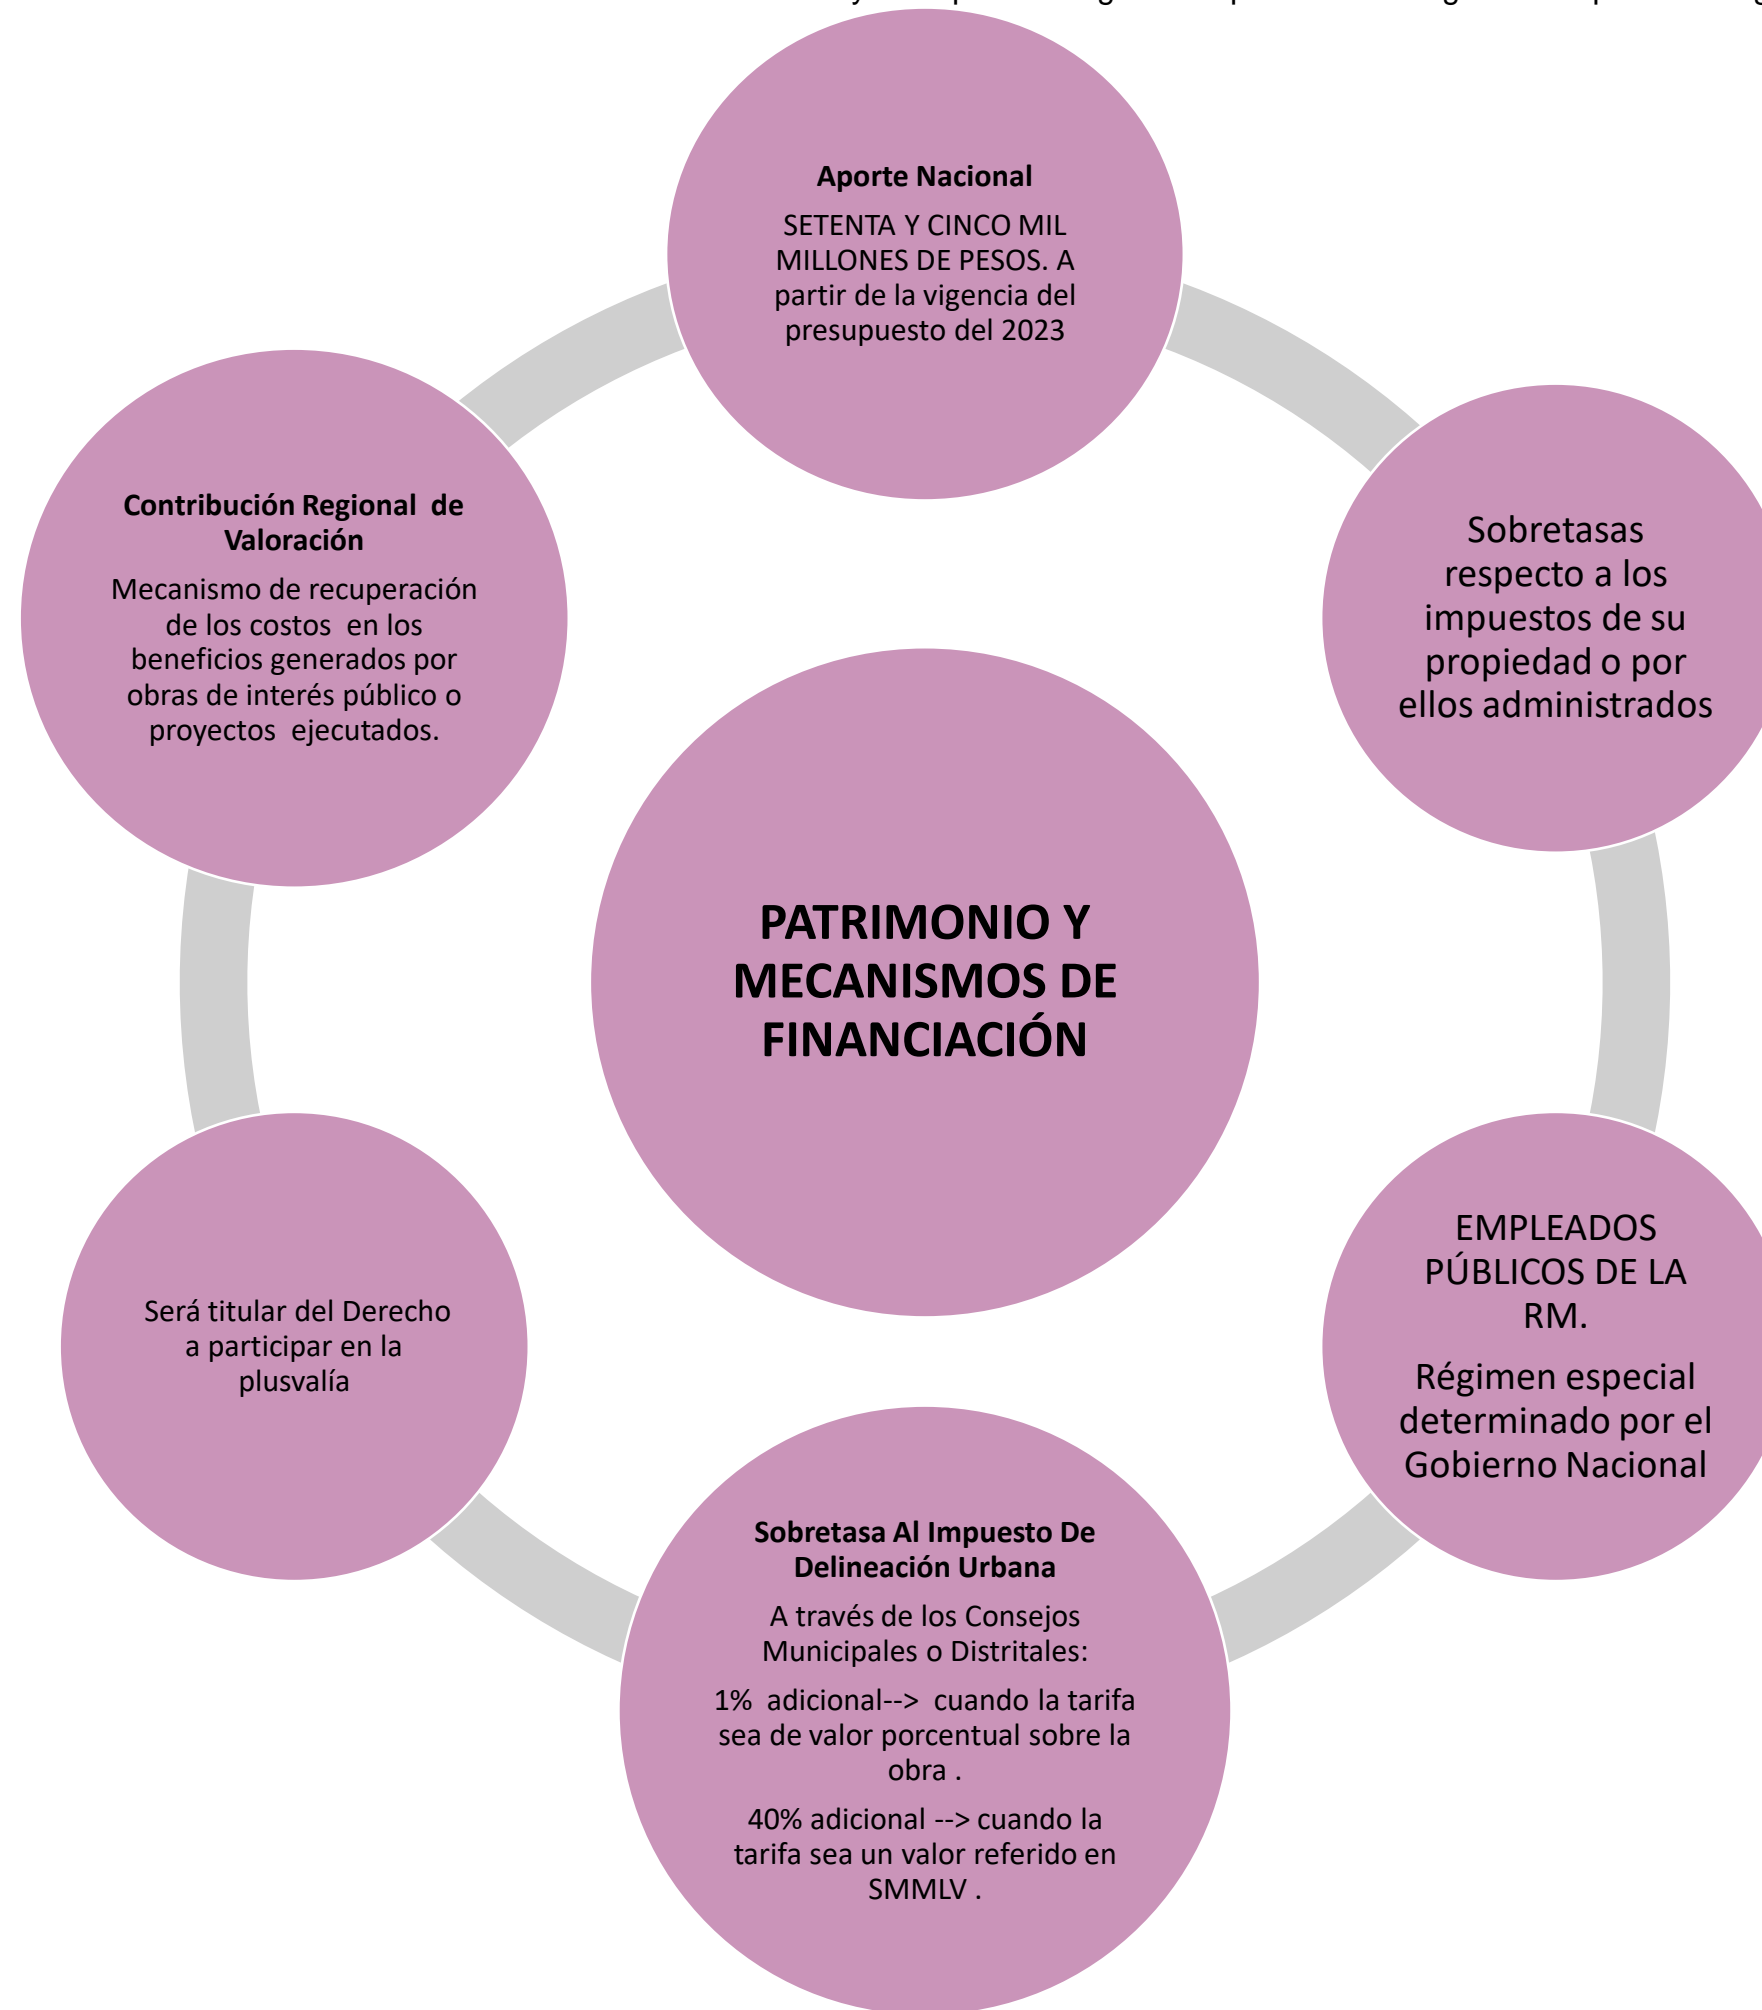 Aporte Nacional
SETENTA Y CINCO MIL
MILLONES DE PESOS. A
partir de la vigencia del
presupuesto del 2023
Sobretasas
respecto a los
impuestos de su
propiedad o por
ellos administrados
EMPLEADOS
PÚBLICOS DE LA
RM.
Régimen especial
determinado por el
Gobierno Nacional
Sobretasa Al Impuesto De
Delineación Urbana
A través de los Consejos
Municipales o Distritales:
1%  adicional-->  cuando la tarifa
sea de valor porcentual sobre la
obra .
40% adicional --> cuando la
tarifa sea un valor referido en
SMMLV .
Será titular del Derecho
a participar en la
plusvalía
Contribución Regional  de
Valoración
Mecanismo de recuperación
de los costos  en los
beneficios generados por
obras de interés público o
proyectos  ejecutados.
PATRIMONIO Y
MECANISMOS DE
FINANCIACIÓN